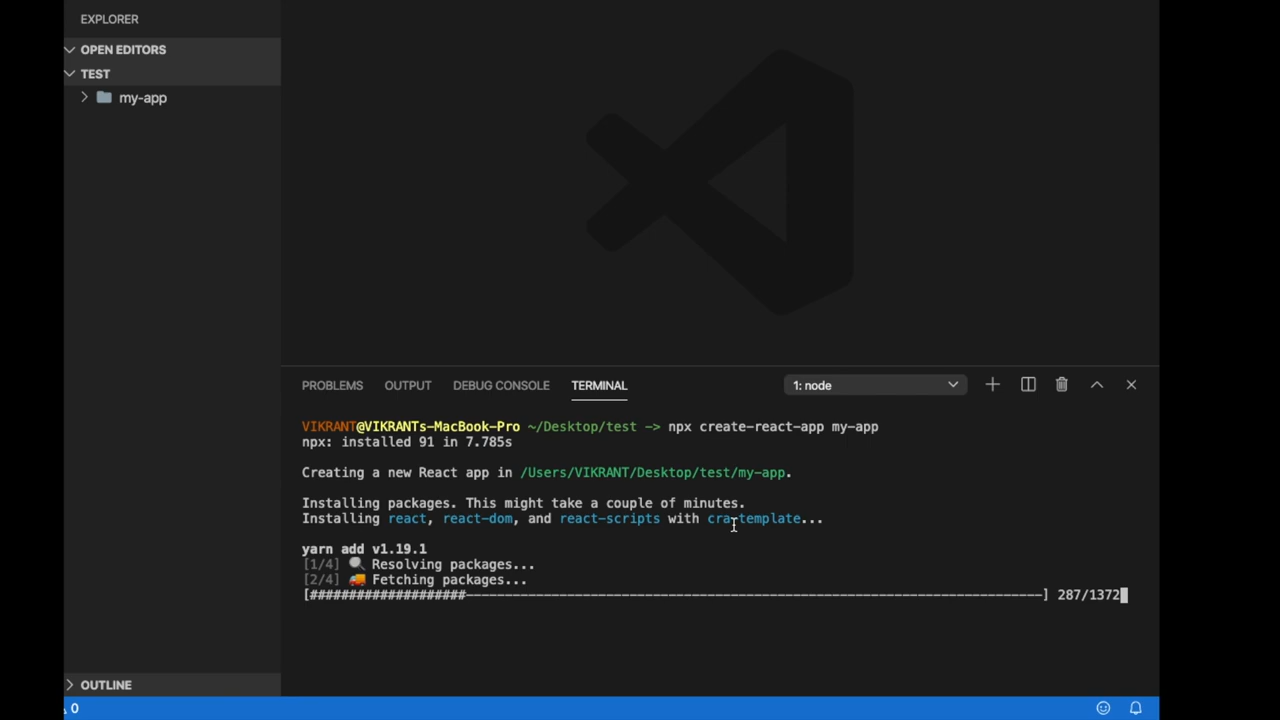 EXPLORER
OPEN EDITORS
TEST
my-app
OUTLINE
0
PROBLEMS OUTPUT DEBUG CONSOLE TERMINAL 1: node
VIKRANT@VIKRANTs-MacBook-Pro ~/Desktop/test -> npx create-react-app my-app
npx: installed 91 in 7.785s
Creating a new React app in /Users/VIKRANT/Desktop/test/my-app.
Installing packages. This might take a couple of minutes.
Installing react, react-dom, and react-scripts with cra-template...
yarn add v1.19.1
[1/4] 🔍 Resolving packages...
[2/4] 🚚 Fetching packages...
[####################--------------------------------------------------------------------------] 287/1372